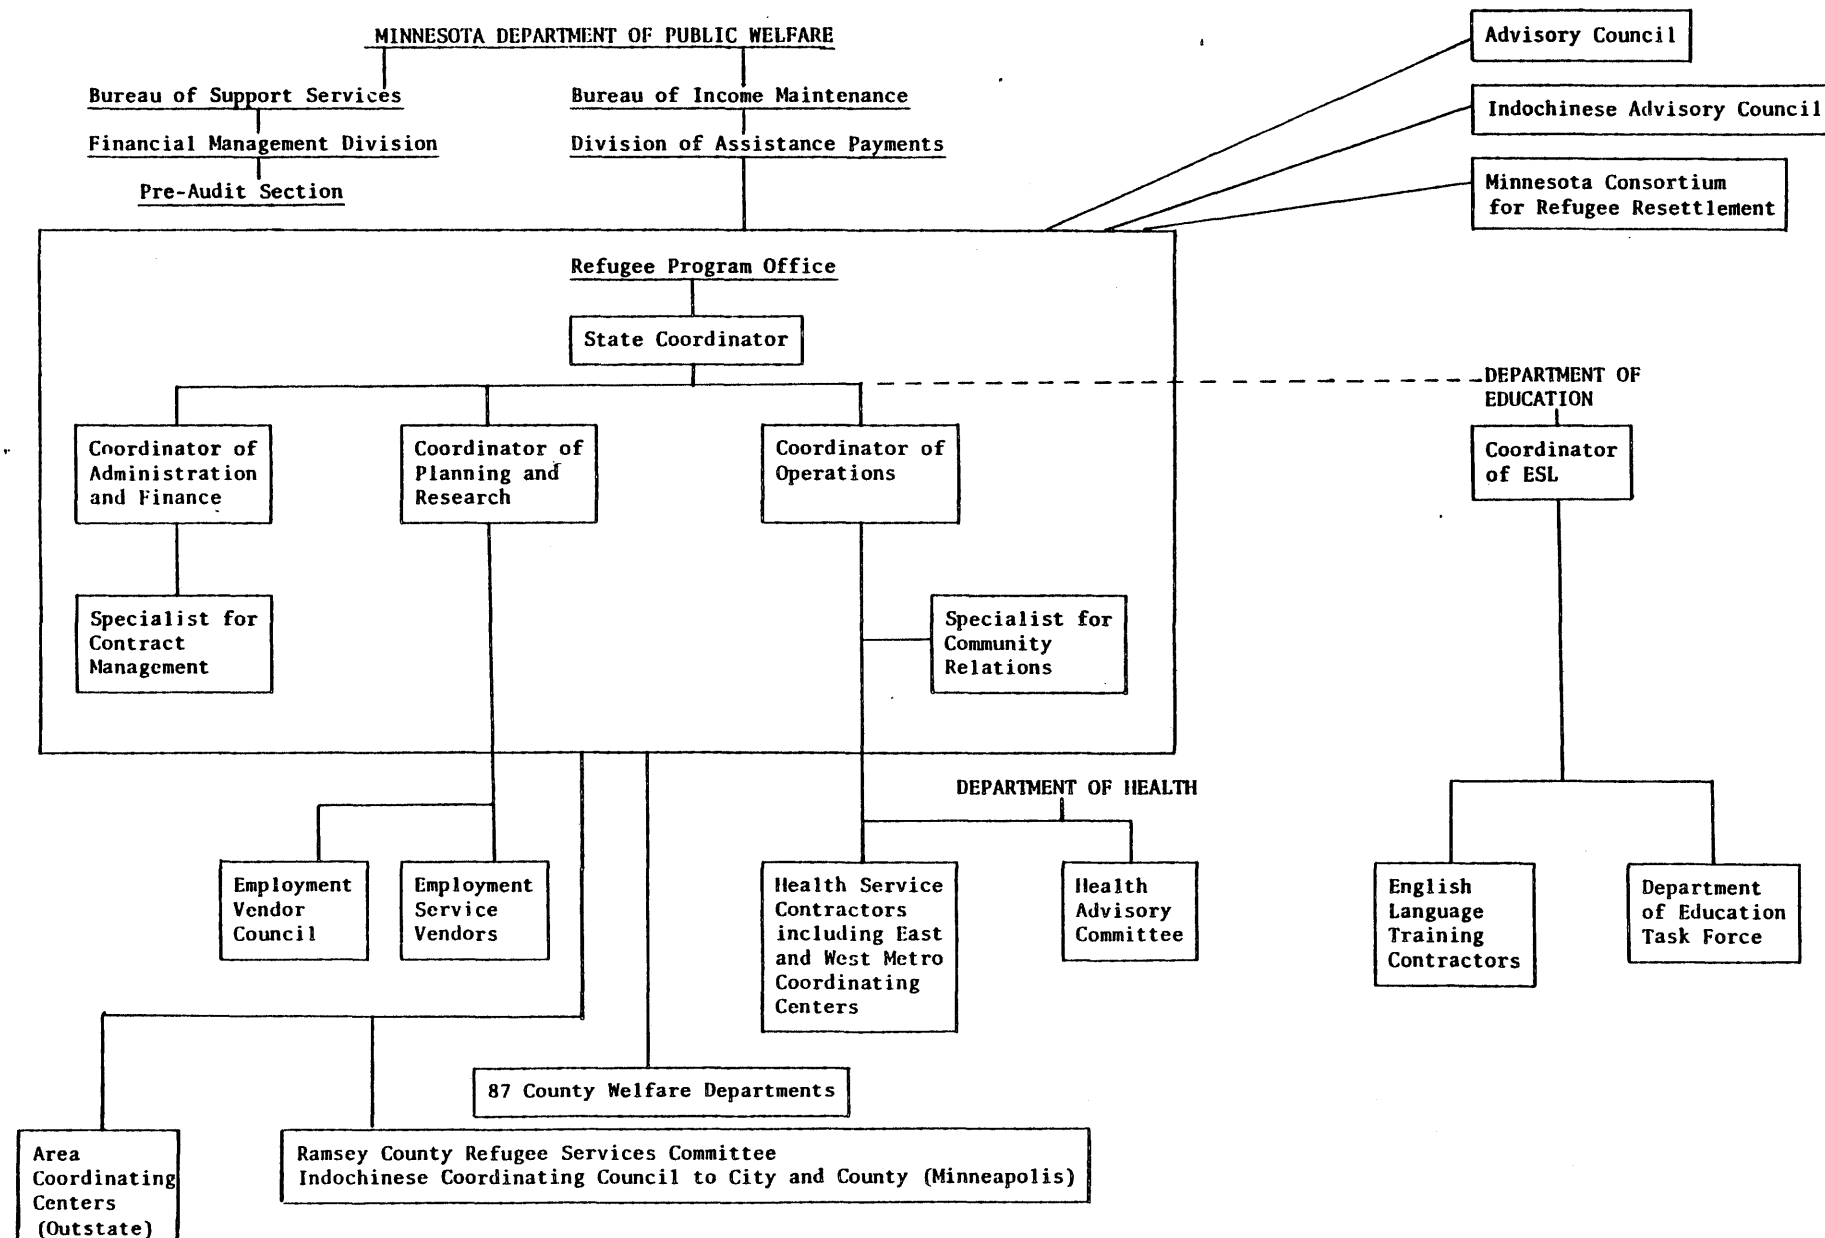 MINNESOTA DEPARTMENT OF PUBLIC WELFARE
Advisory Council
Bureau of Support Services
Bureau of Income Maintenance
Indochinese Advisory Council
Financial Management Division
Division of Assistance Payments
Pre-Audit Section
Minnesota Consortium
for Refugee Resettlement
Refugee Program Office
State Coordinator
DEPARTMENT OF
EDUCATION
Coordinator of
Administration
and Finance
Coordinator of
Planning and
Research
Coordinator of
Operations
Coordinator
of ESL
Specialist for
Contract
Management
Specialist for
Community
Relations
DEPARTMENT OF HEALTH
Employment
Vendor
Council
Employment
Service
Vendors
Health Service
Contractors
including East
and West Metro
Coordinating
Centers
Health
Advisory
Committee
English
Language
Training
Contractors
Department
of Education
Task Force
87 County Welfare Departments
Area
Coordinating
Centers
(Outstate)
Ramsey County Refugee Services Committee
Indochinese Coordinating Council to City and County (Minneapolis)